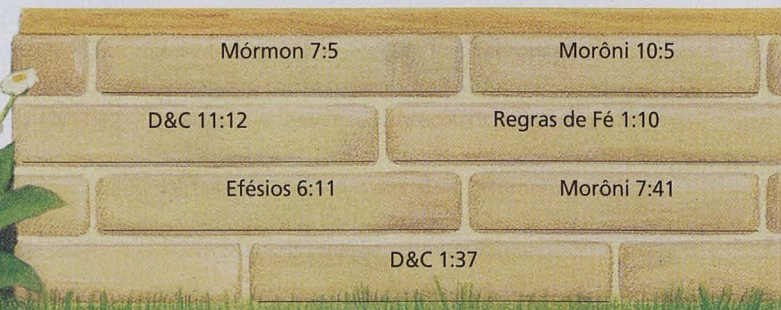 Mórmon 7:5 Morôni 10:5
D&C 11:12 Regras de Fé 1:10
Efésios 6:11 Morôni 7:41
D&C 1:37